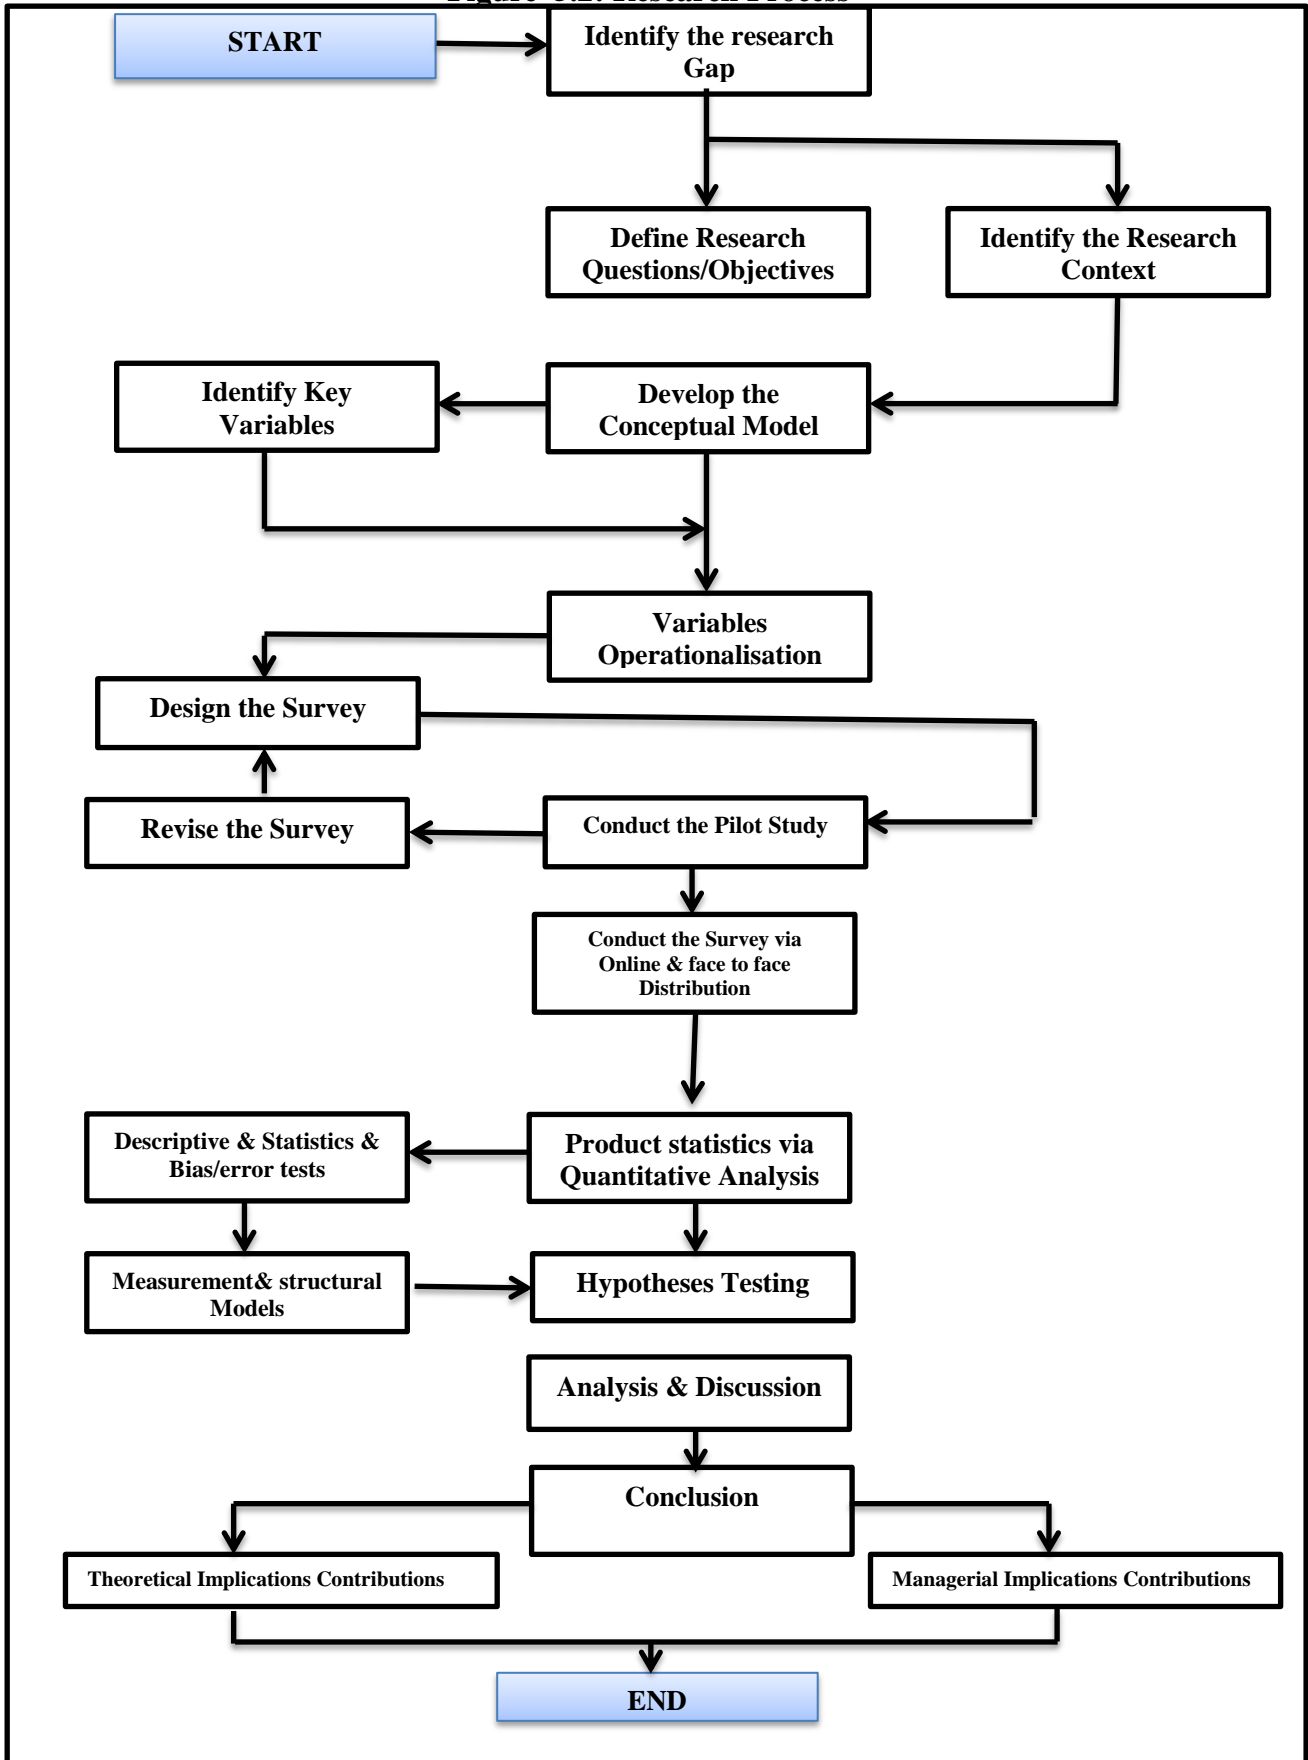 START
Identify the research
Gap
Define Research
Questions/Objectives
Identify the Research
Context
Identify Key
Variables
Develop the
Conceptual Model
Variables
Operationalisation
Design the Survey
Revise the Survey
Conduct the Pilot Study
Conduct the Survey via
Online & face to face
Distribution
Descriptive & Statistics &
Bias/error tests
Product statistics via
Quantitative Analysis
Measurement& structural
Models
Hypotheses Testing
Analysis & Discussion
Conclusion
Theoretical Implications Contributions
Managerial Implications Contributions
END